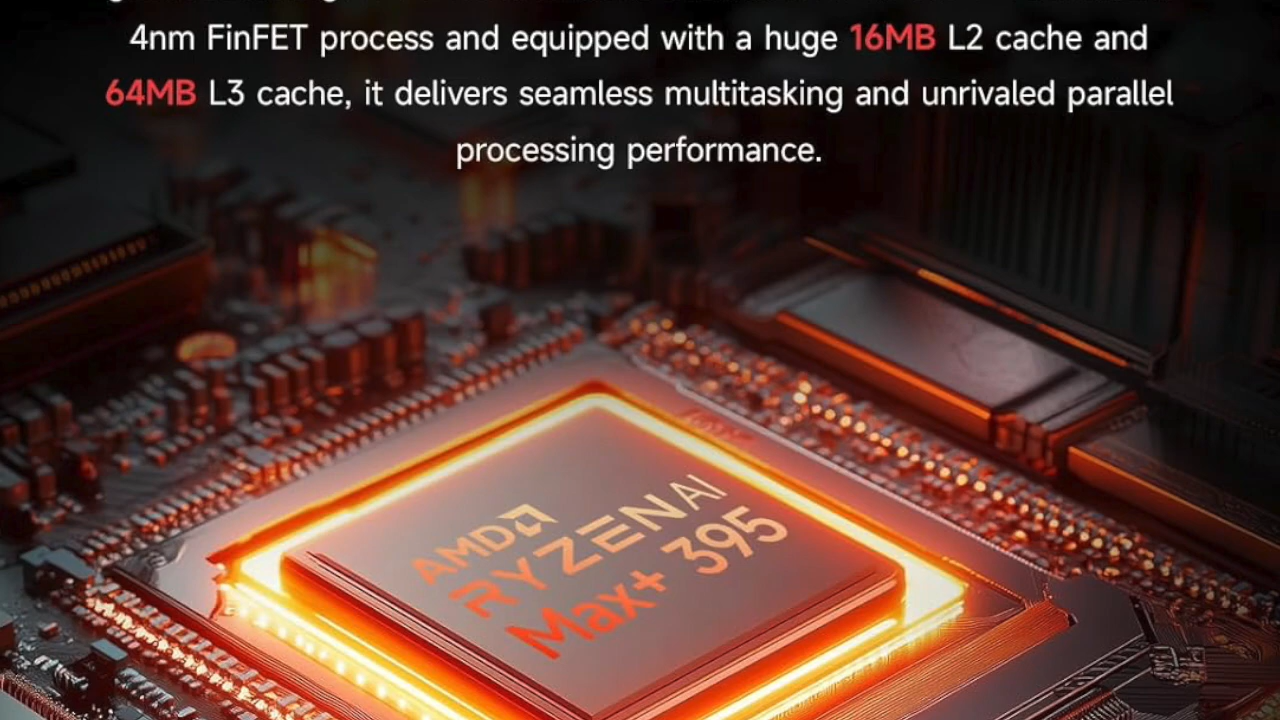 4nm FinFET process and equipped with a huge 16MB L2 cache and
64MB L3 cache, it delivers seamless multitasking and unrivaled parallel
processing performance.
AMD
RYZEN AI
Max+ 395